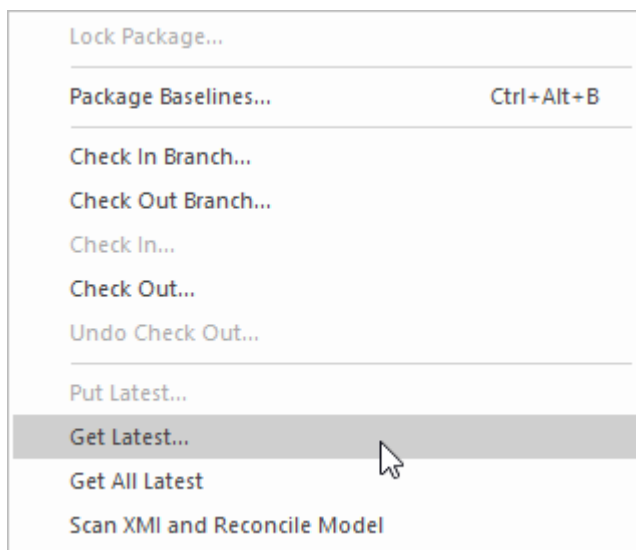 Lock Package...
Package Baselines... Ctrl+Alt+B
Check In Branch...
Check Out Branch...
Check In...
Check Out...
Undo Check Out...
Put Latest...
Get Latest...
Get All Latest
Scan XMI and Reconcile Model